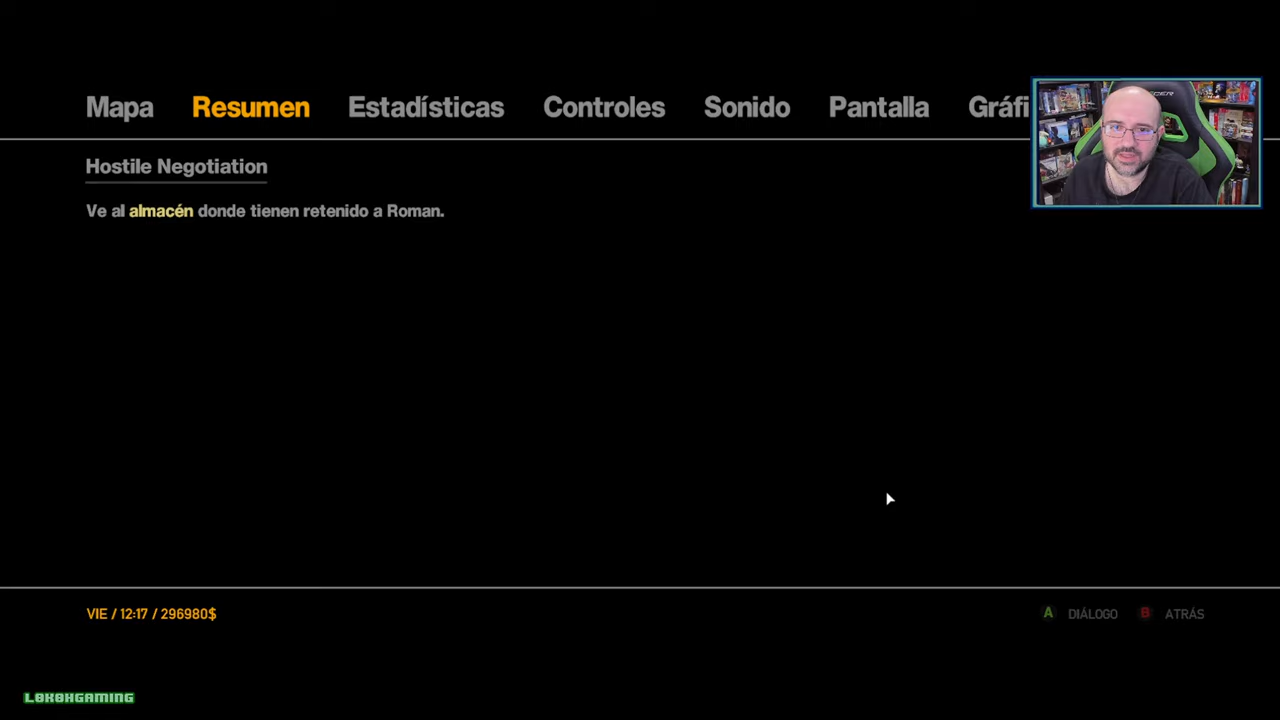 Mapa Resumen Estadísticas Controles Sonido Pantalla Gráfi
Hostile Negotiation
Ve al almacén donde tienen retenido a Roman.
VIE / 12:17 / 296980$
A DIÁLOGO B ATRÁS
L0K0HGAMING